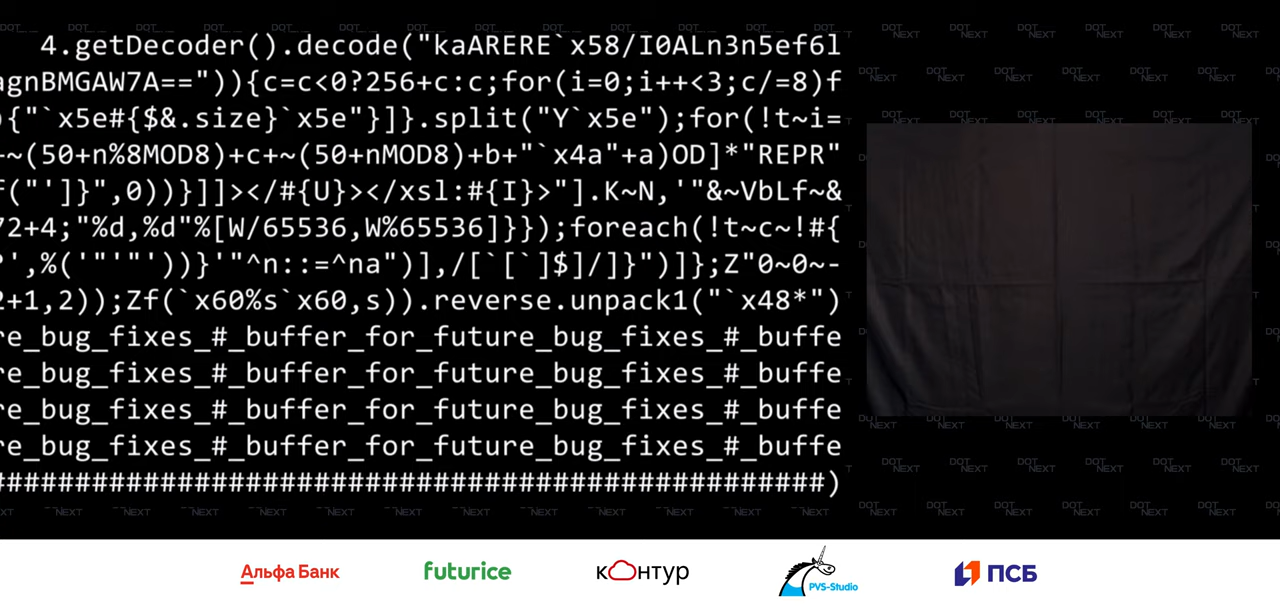 4.getDecoder().decode("kaARERE`x58/I0ALn3n5ef6l
agnBMGAW7A==")){c=c<0?256+c:c;for(i=0;i++<3;c/=8)f
{"`x5e#{$&.size}`x5e"}]}.split("Y`x5e");for(!t~i=
~(50+n%8MOD8)+c+~(50+nMOD8)+b+"`x4a"+a)OD]*"REPR"
f("']}",0))}]]></#{U}></xsl:#{I}>"].K~N,'"&~VbLf~&
72+4;"%d,%d"%[W/65536,W%65536]}});foreach(!t~c~!#{
',%('"'"'))}'"^n::=^na")],/[`[`]$]/]}")]};Z"0~0~-
2+1,2));Zf(`x60%s`x60,s)).reverse.unpack1("`x48*")
re_bug_fixes_#_buffer_for_future_bug_fixes_#_buffe
re_bug_fixes_#_buffer_for_future_bug_fixes_#_buffe
re_bug_fixes_#_buffer_for_future_bug_fixes_#_buffe
re_bug_fixes_#_buffer_for_future_bug_fixes_#_buffe
#################################################)
DOT NEXT
Альфа Банк
futurice
контур
PVS-Studio
ПСБ